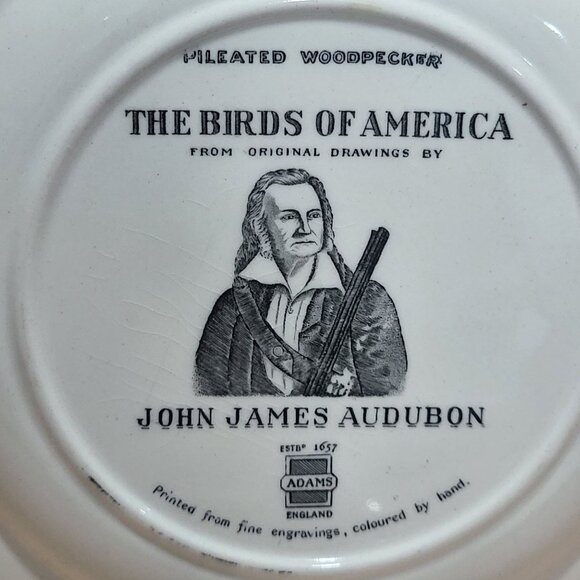 PILEATED WOODPECKER
THE BIRDS OF AMERICA
FROM ORIGINAL DRAWINGS BY
JOHN JAMES AUDUBON
ESTBD 1657
ADAMS
ENGLAND
Printed from fine engravings, coloured by hand.